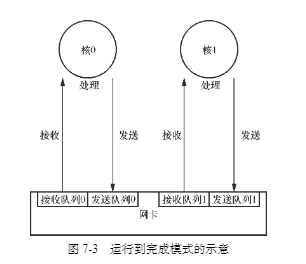 核0 核1
处理 处理
接收 发送 接收 发送
接收队列0 发送队列0 接收队列1 发送队列1
网卡
图 7-3 运行到完成模式的示意